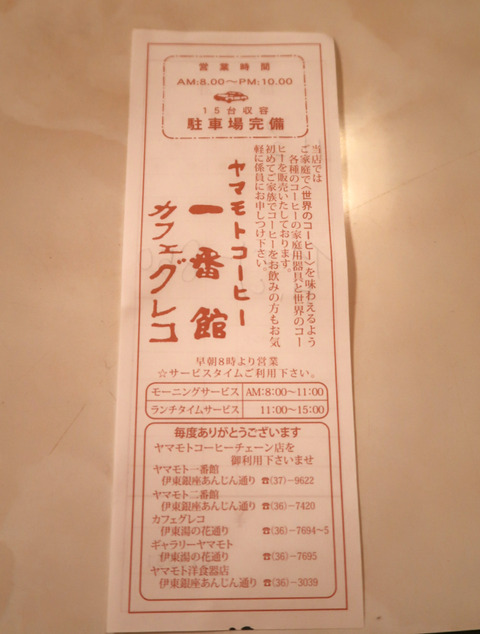 営業時間
AM:8.00～PM:10.00
15台収容
駐車場完備
当店では
ご家庭で〈世界のコーヒー〉を味わえるよう
各種のコーヒーの家庭用器具と世界のコー
ヒーを販売いたしております。
初めてご家族でコーヒーをお飲みの方もお気
軽に係員にお申しつけ下さい。
ヤマモトコーヒー
一番館
カフェグレコ
早朝8時より営業
☆サービスタイムご利用下さい。
モーニングサービス AM:8:00～11:00
ランチタイムサービス 11:00～15:00
毎度ありがとうございます
ヤマモトコーヒーチェーン店を
御利用下さいませ
ヤマモト一番館
伊東銀座あんじん通り ☎(37)－9622
ヤマモト二番館
伊東銀座あんじん通り ☎(36)－7420
カフェグレコ
伊東湯の花通り ☎(36)－7694～5
ギャラリーヤマモト
伊東湯の花通り ☎(36)－7695
ヤマモト洋食器店
伊東銀座あんじん通り ☎(36)－3039